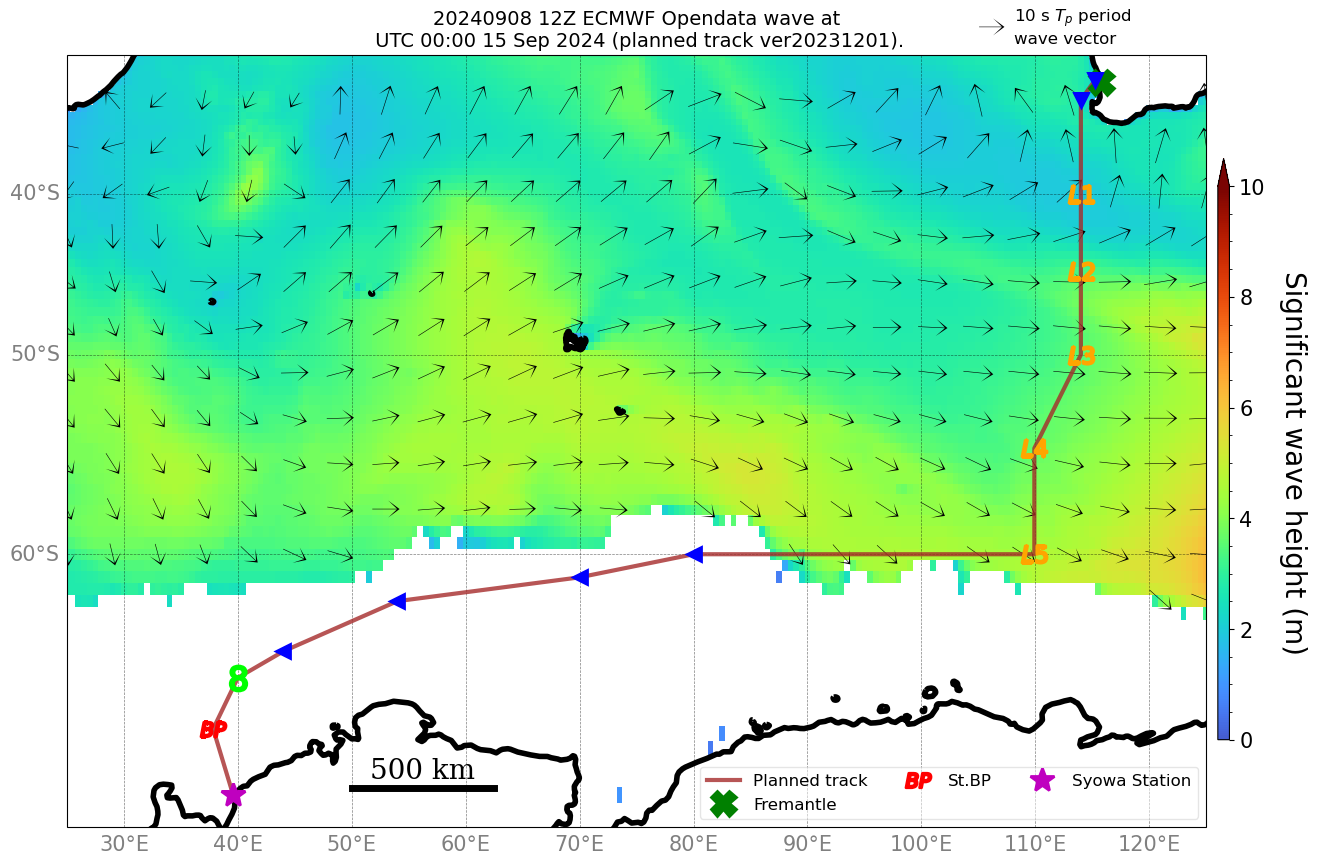 20240908 12Z ECMWF Opendata wave at
UTC 00:00 15 Sep 2024 (planned track ver20231201).
10 s Tp period
wave vector
40°S
50°S
60°S
L1
L2
L3
L4
L5
8
BP
500 km
Planned track
Fremantle
BP St.BP
Syowa Station
30°E 40°E 50°E 60°E 70°E 80°E 90°E 100°E 110°E 120°E
10
8
6
4
2
0
Significant wave height (m)